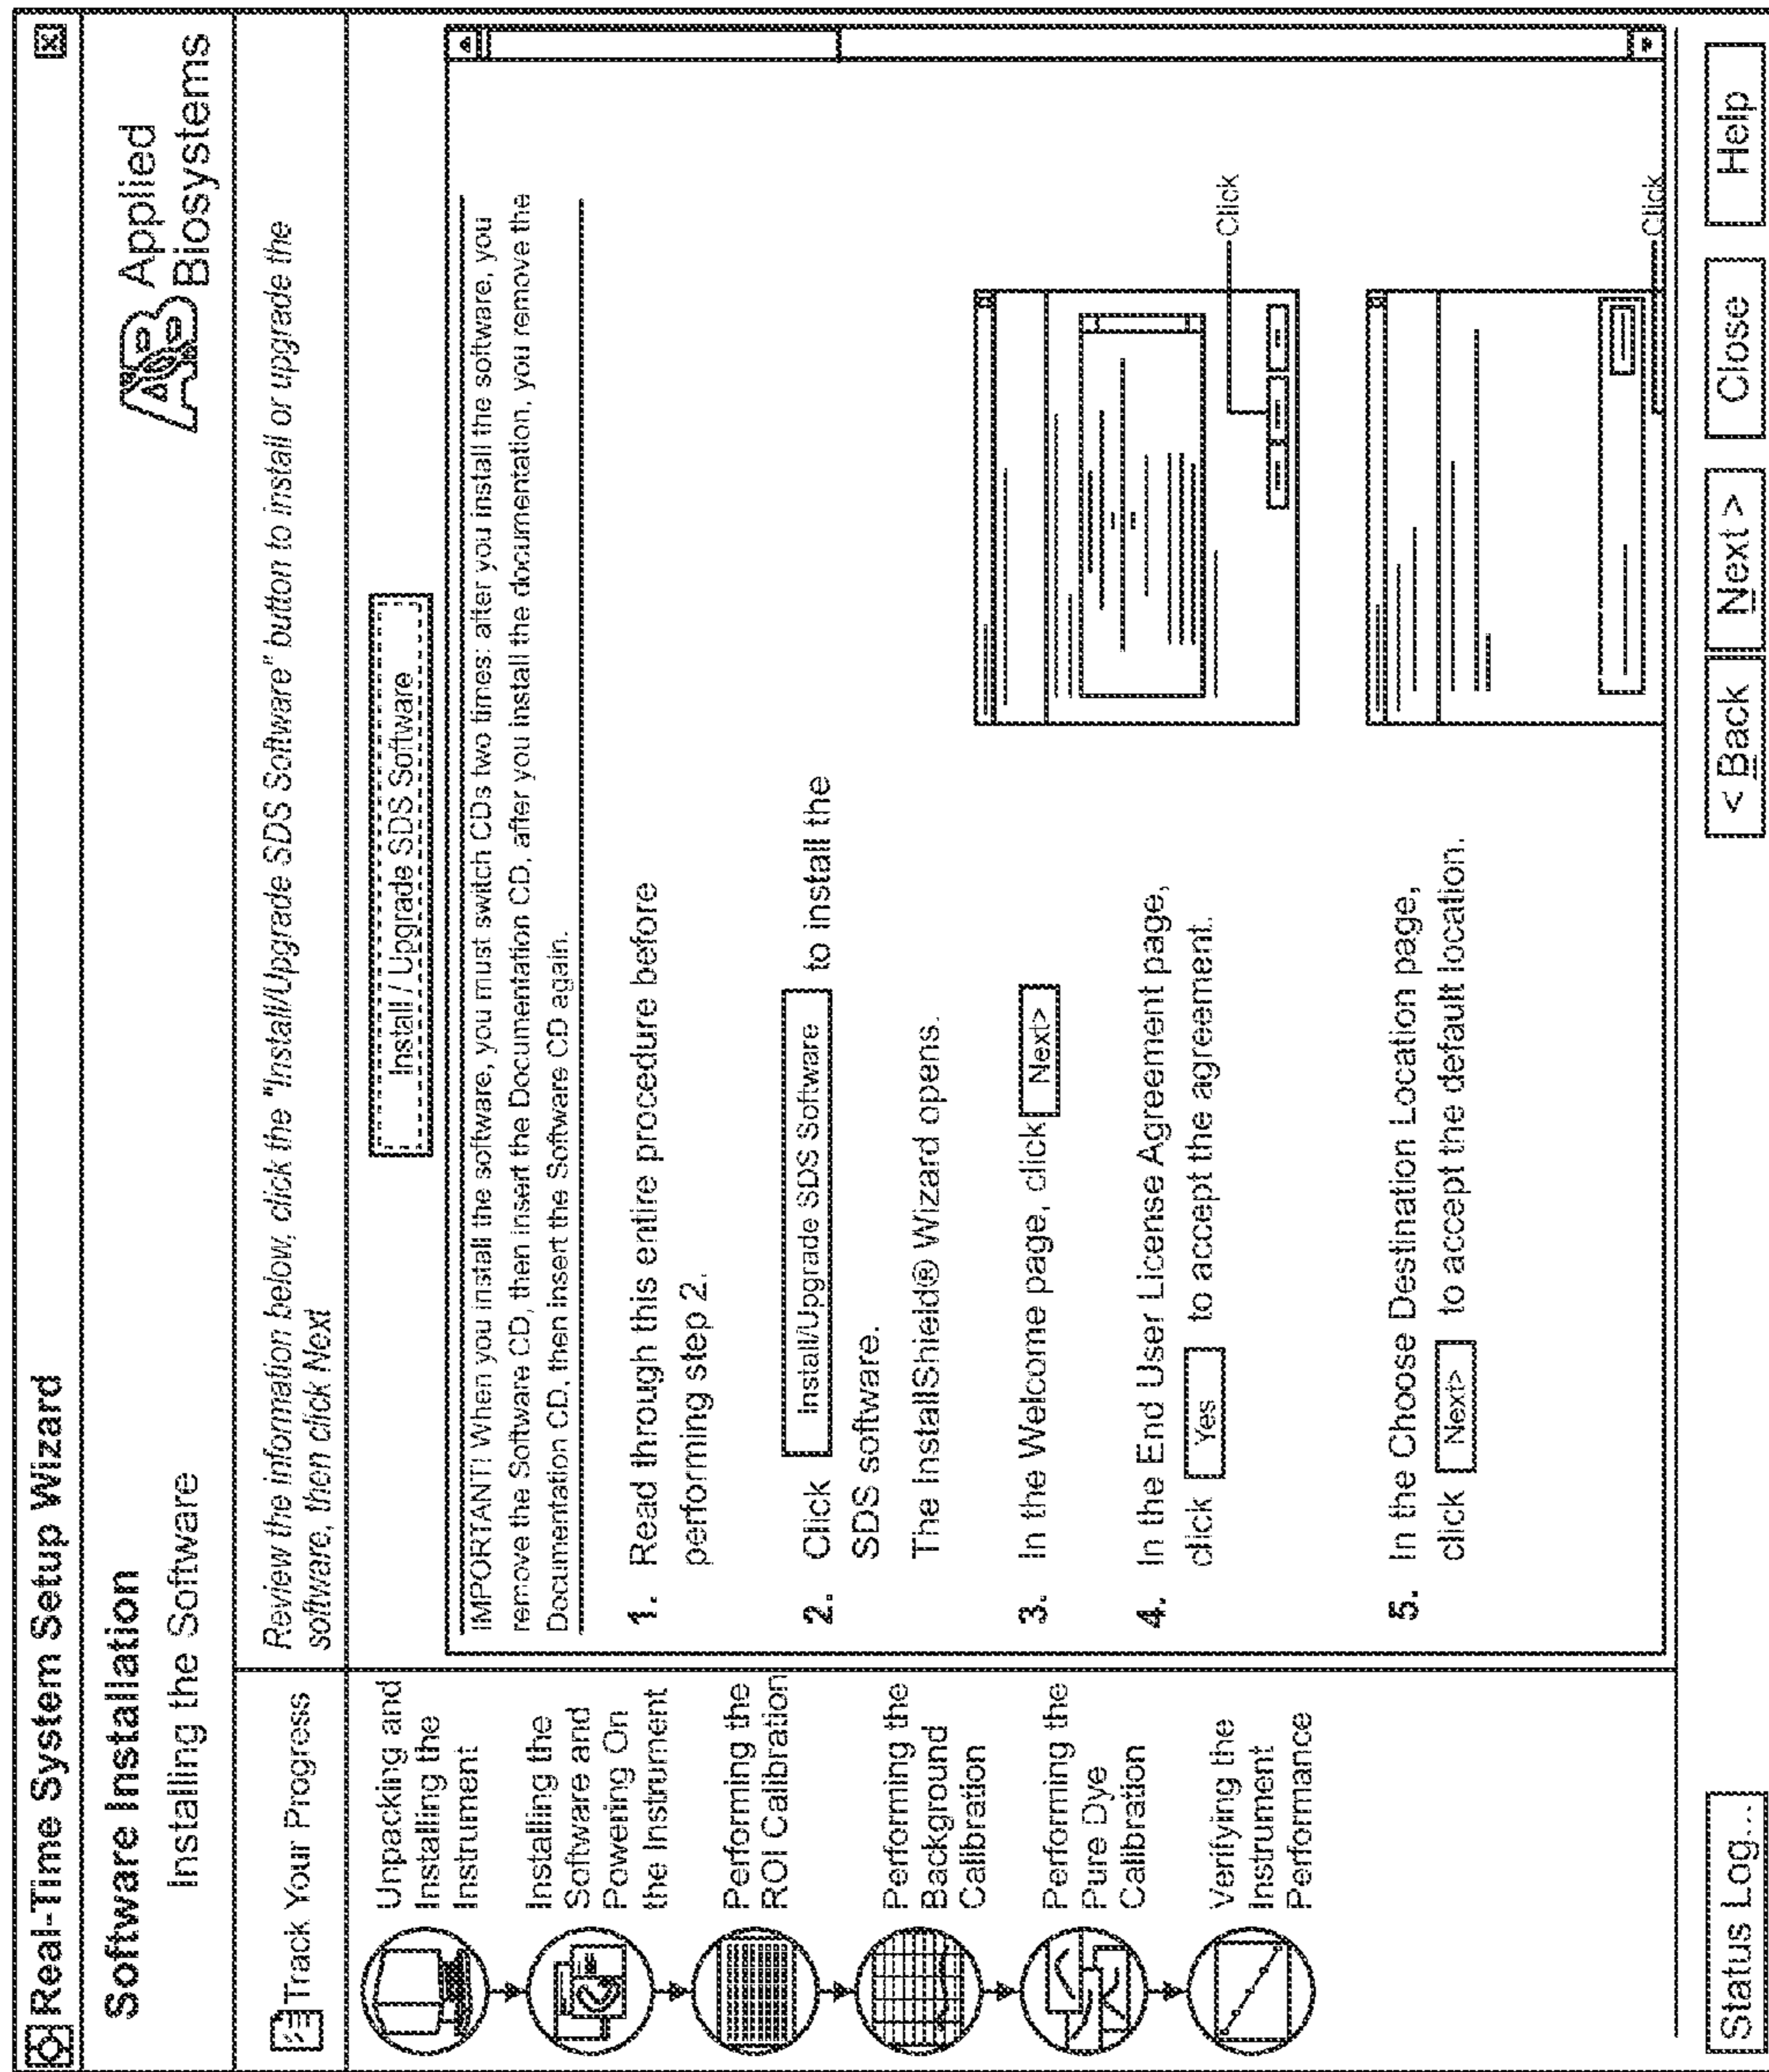 Real-Time System Setup Wizard
Software Installation
Installing the Software
Applied
Biosystems
Track Your Progress
Review the information below, click the "Install/Upgrade SDS Software" button to install or upgrade the
software, then click Next
Unpacking and
Installing the
Instrument
Installing the
Software and
Powering On
the Instrument
Performing the
ROI Calibration
Performing the
Background
Calibration
Performing the
Pure Dye
Calibration
Verifying the
Instrument
Performance
Install / Upgrade SDS Software
IMPORTANT! When you install the software, you must switch CDs two times: after you install the software, you
remove the Software CD, then insert the Documentation CD, after you install the documentation, you remove the
Documentation CD, then insert the Software CD again.
1. Read through this entire procedure before
performing step 2.
2. Click Install/Upgrade SDS Software to install the
SDS software.
The InstallShield® Wizard opens.
3. In the Welcome page, click Next>
4. In the End User License Agreement page,
click Yes to accept the agreement.
Click
5. In the Choose Destination Location page,
click Next> to accept the default location.
Click
Status Log...
< Back
Next >
Close
Help